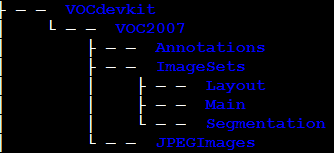 VOCdevkit
VOC2007
Annotations
ImageSets
Layout
Main
Segmentation
JPEGImages